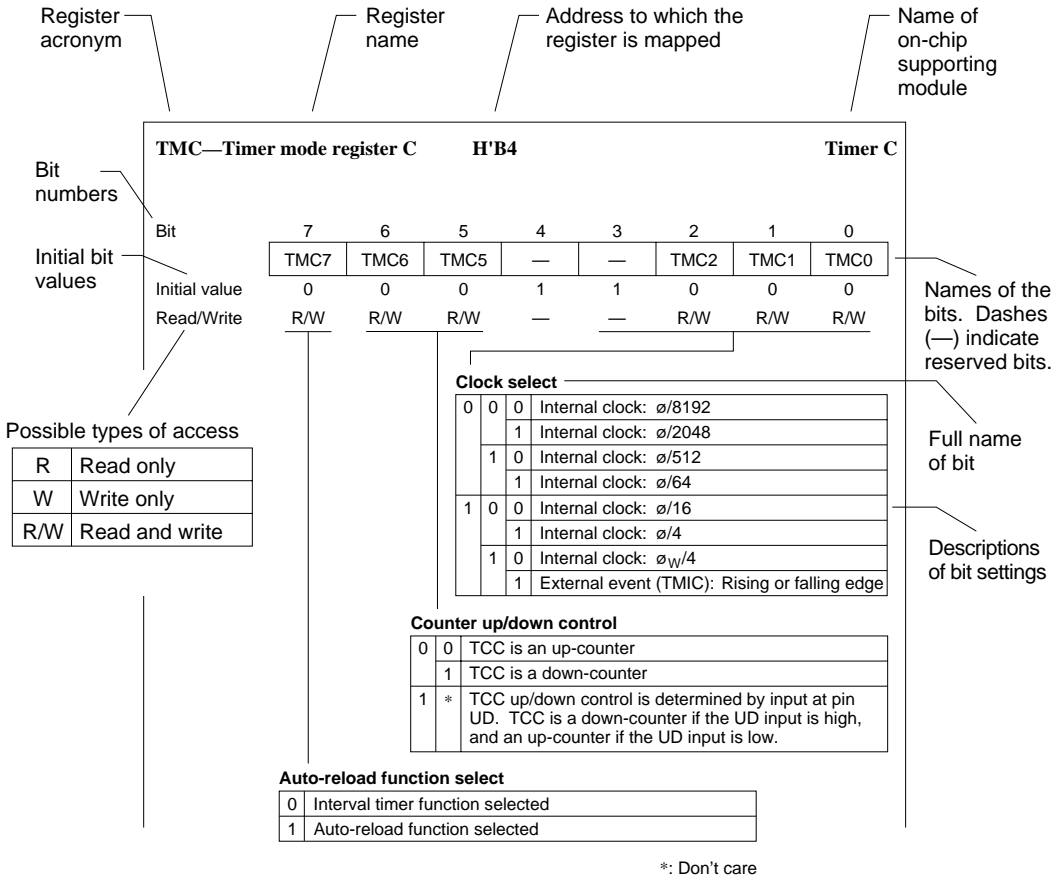 Register
acronym
Register
name
Address to which the
register is mapped
Name of
on-chip
supporting
module
TMC—Timer mode register C H'B4 Timer C
Bit
numbers
Bit 7 6 5 4 3 2 1 0
TMC7 TMC6 TMC5 — — TMC2 TMC1 TMC0
Initial bit
values
Initial value 0 0 0 1 1 0 0 0
Read/Write R/W R/W R/W — — R/W R/W R/W
Names of the
bits. Dashes
(—) indicate
reserved bits.
Possible types of access
R Read only
W Write only
R/W Read and write
Clock select
0 0 0 Internal clock: ø/8192
1 Internal clock: ø/2048
1 0 Internal clock: ø/512
1 Internal clock: ø/64
1 0 0 Internal clock: ø/16
1 Internal clock: ø/4
1 0 Internal clock: øW/4
1 External event (TMIC): Rising or falling edge
Full name
of bit
Descriptions
of bit settings
Counter up/down control
0 0 TCC is an up-counter
1 TCC is a down-counter
1 * TCC up/down control is determined by input at pin
UD. TCC is a down-counter if the UD input is high,
and an up-counter if the UD input is low.
Auto-reload function select
0 Interval timer function selected
1 Auto-reload function selected
*: Don't care